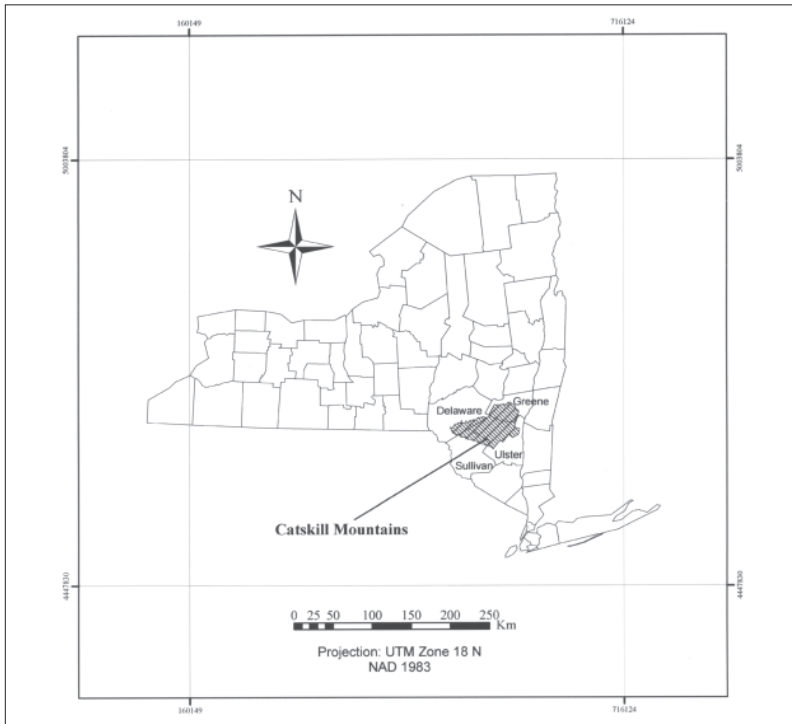 160149
716124
5003804
5003804
N
Delaware
Greene
Ulster
Sullivan
Catskill Mountains
4447830
4447830
0 25 50 100 150 200 250
Km
Projection: UTM Zone 18 N
NAD 1983
160149
716124